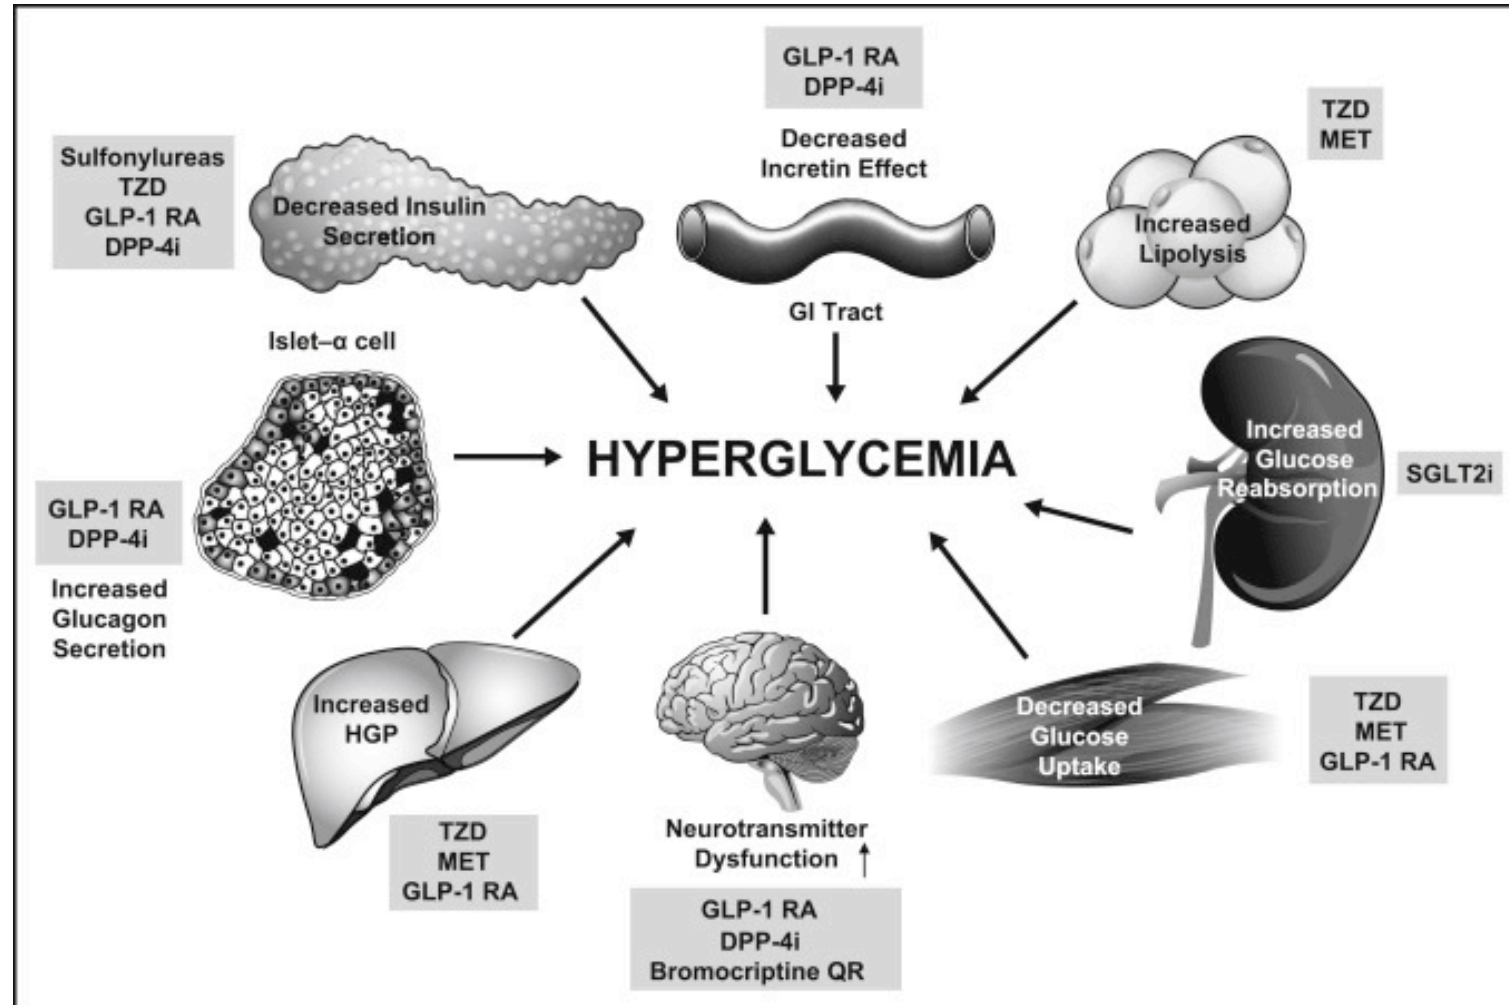 GLP-1 RA
DPP-4i
Decreased
Incretin Effect
GI Tract
TZD
MET
Increased
Lipolysis
Sulfonylureas
TZD
GLP-1 RA
DPP-4i
Decreased Insulin
Secretion
Islet–α cell
GLP-1 RA
DPP-4i
Increased
Glucagon
Secretion
HYPERGLYCEMIA
Increased
Glucose
Reabsorption
SGLT2i
Increased
HGP
TZD
MET
GLP-1 RA
Neurotransmitter
Dysfunction ↑
GLP-1 RA
DPP-4i
Bromocriptine QR
Decreased
Glucose
Uptake
TZD
MET
GLP-1 RA